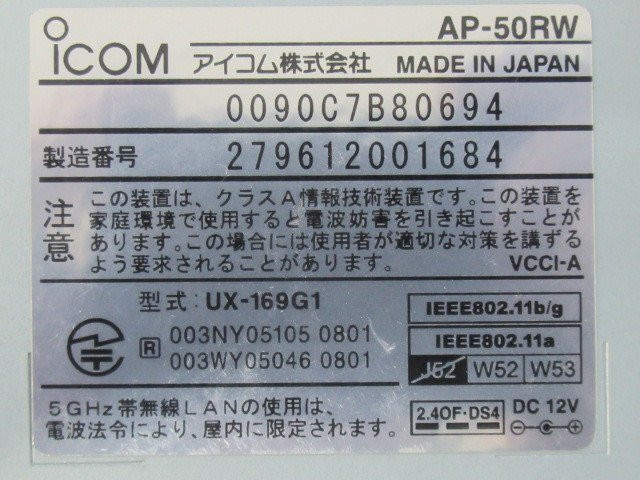 ICOM AP-50RW
アイコム株式会社 MADE IN JAPAN
0090C7B80694
製造番号 279612001684
注意
この装置は、クラスA情報技術装置です。この装置を
家庭環境で使用すると電波妨害を引き起こすことが
あります。この場合には使用者が適切な対策を講ずる
よう要求されることがあります。 VCCI-A
型式: UX-169G1
R 003NY05105 0801
003WY05046 0801
IEEE802.11b/g
IEEE802.11a
J52 W52 W53
5GHz帯無線LANの使用は、
電波法令により、屋内に限定されます。
2.4OF・DS4
DC 12V